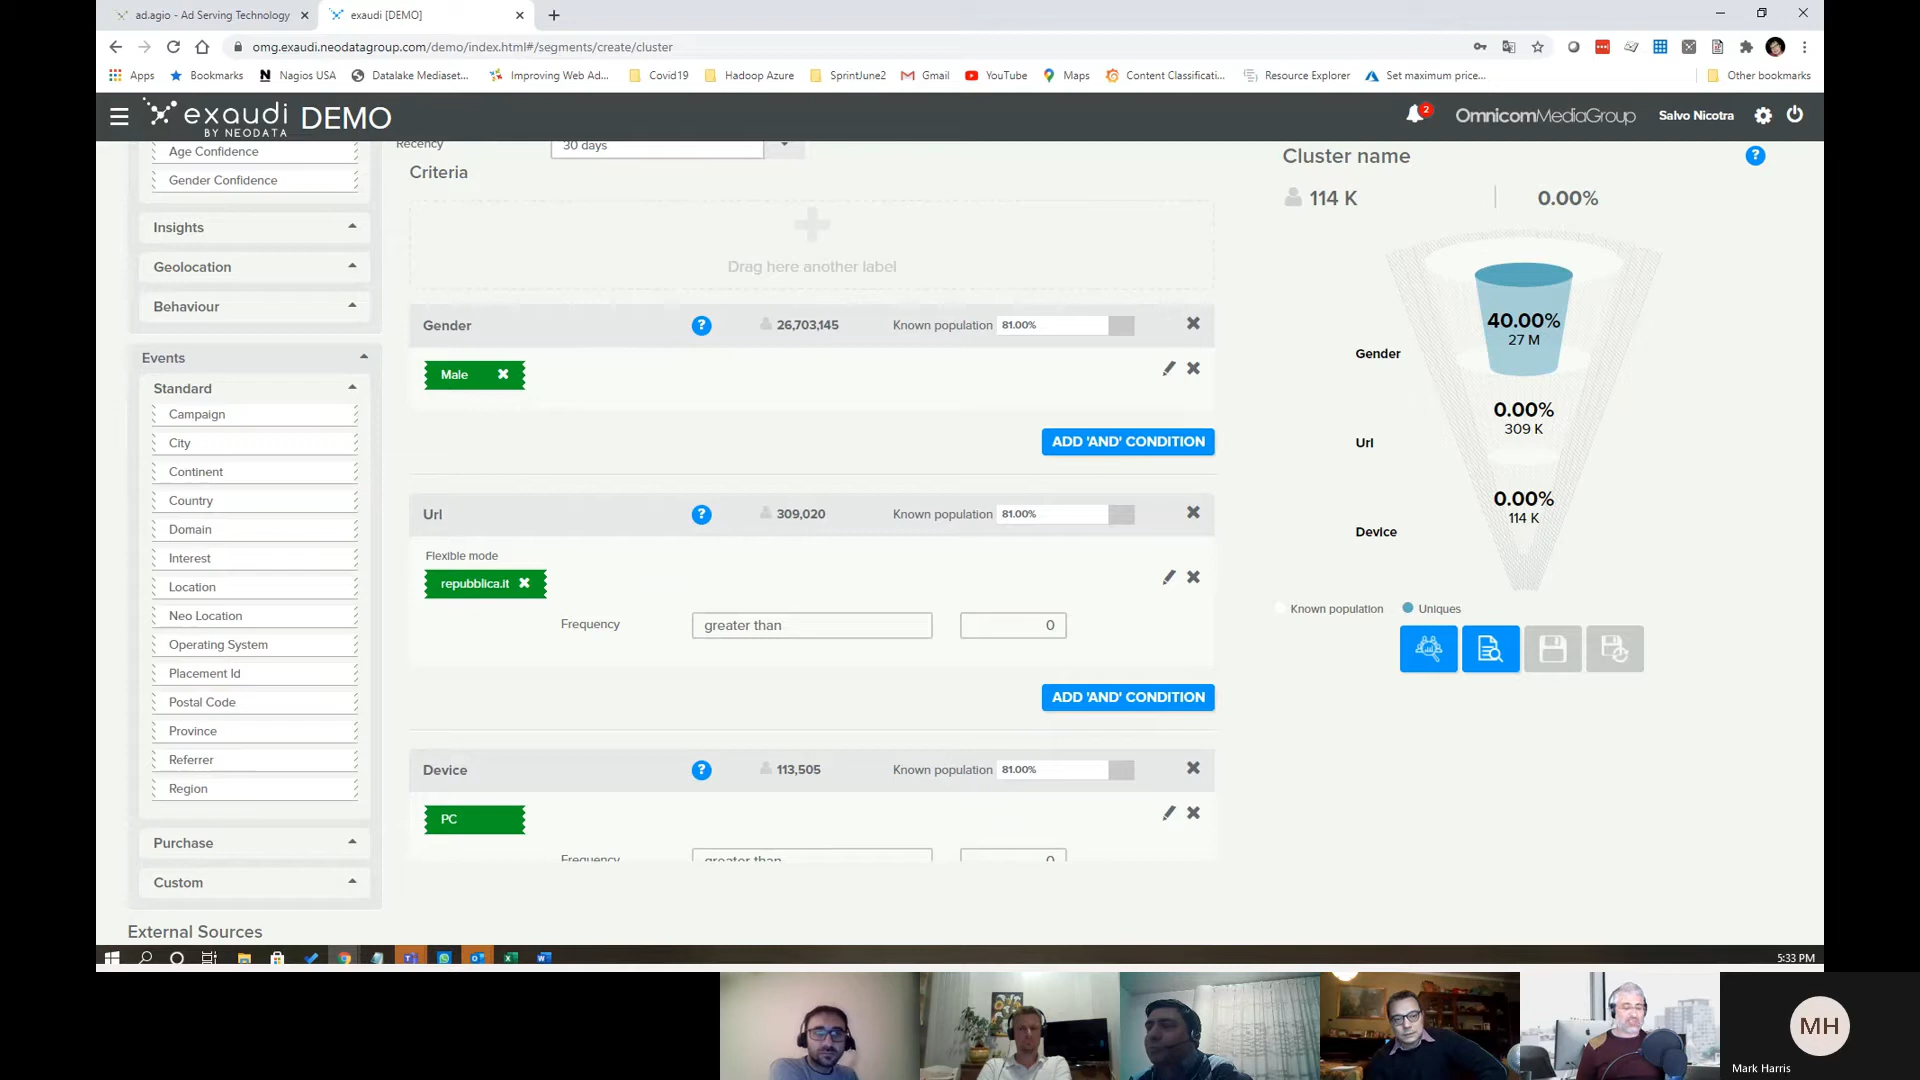 ad.agio - Ad Serving Technology
exaudi [DEMO]
omg.exaudi.neodatagroup.com/demo/index.html#/segments/create/cluster
Apps
Bookmarks
Nagios USA
Datalake Mediaset...
Improving Web Ad...
Covid19
Hadoop Azure
SprintJune2
Gmail
YouTube
Maps
Content Classificati...
Resource Explorer
Set maximum price...
Other bookmarks
exaudi
BY NEODATA
DEMO
2
OmnicomMediaGroup
Salvo Nicotra
Age Confidence
Gender Confidence
Insights
Geolocation
Behaviour
Events
Standard
Campaign
City
Continent
Country
Domain
Interest
Location
Neo Location
Operating System
Placement Id
Postal Code
Province
Referrer
Region
Purchase
Custom
External Sources
Recency
30 days
Criteria
Drag here another label
Gender
?
26,703,145
Known population
81.00%
Male
ADD 'AND' CONDITION
Url
?
309,020
Known population
81.00%
Flexible mode
repubblica.it
Frequency
greater than
0
ADD 'AND' CONDITION
Device
?
113,505
Known population
81.00%
PC
Frequency
greater than
0
Cluster name
?
114 K
0.00%
40.00%
27 M
Gender
0.00%
309 K
Url
0.00%
114 K
Device
Known population
Uniques
5:33 PM
MH
Mark Harris